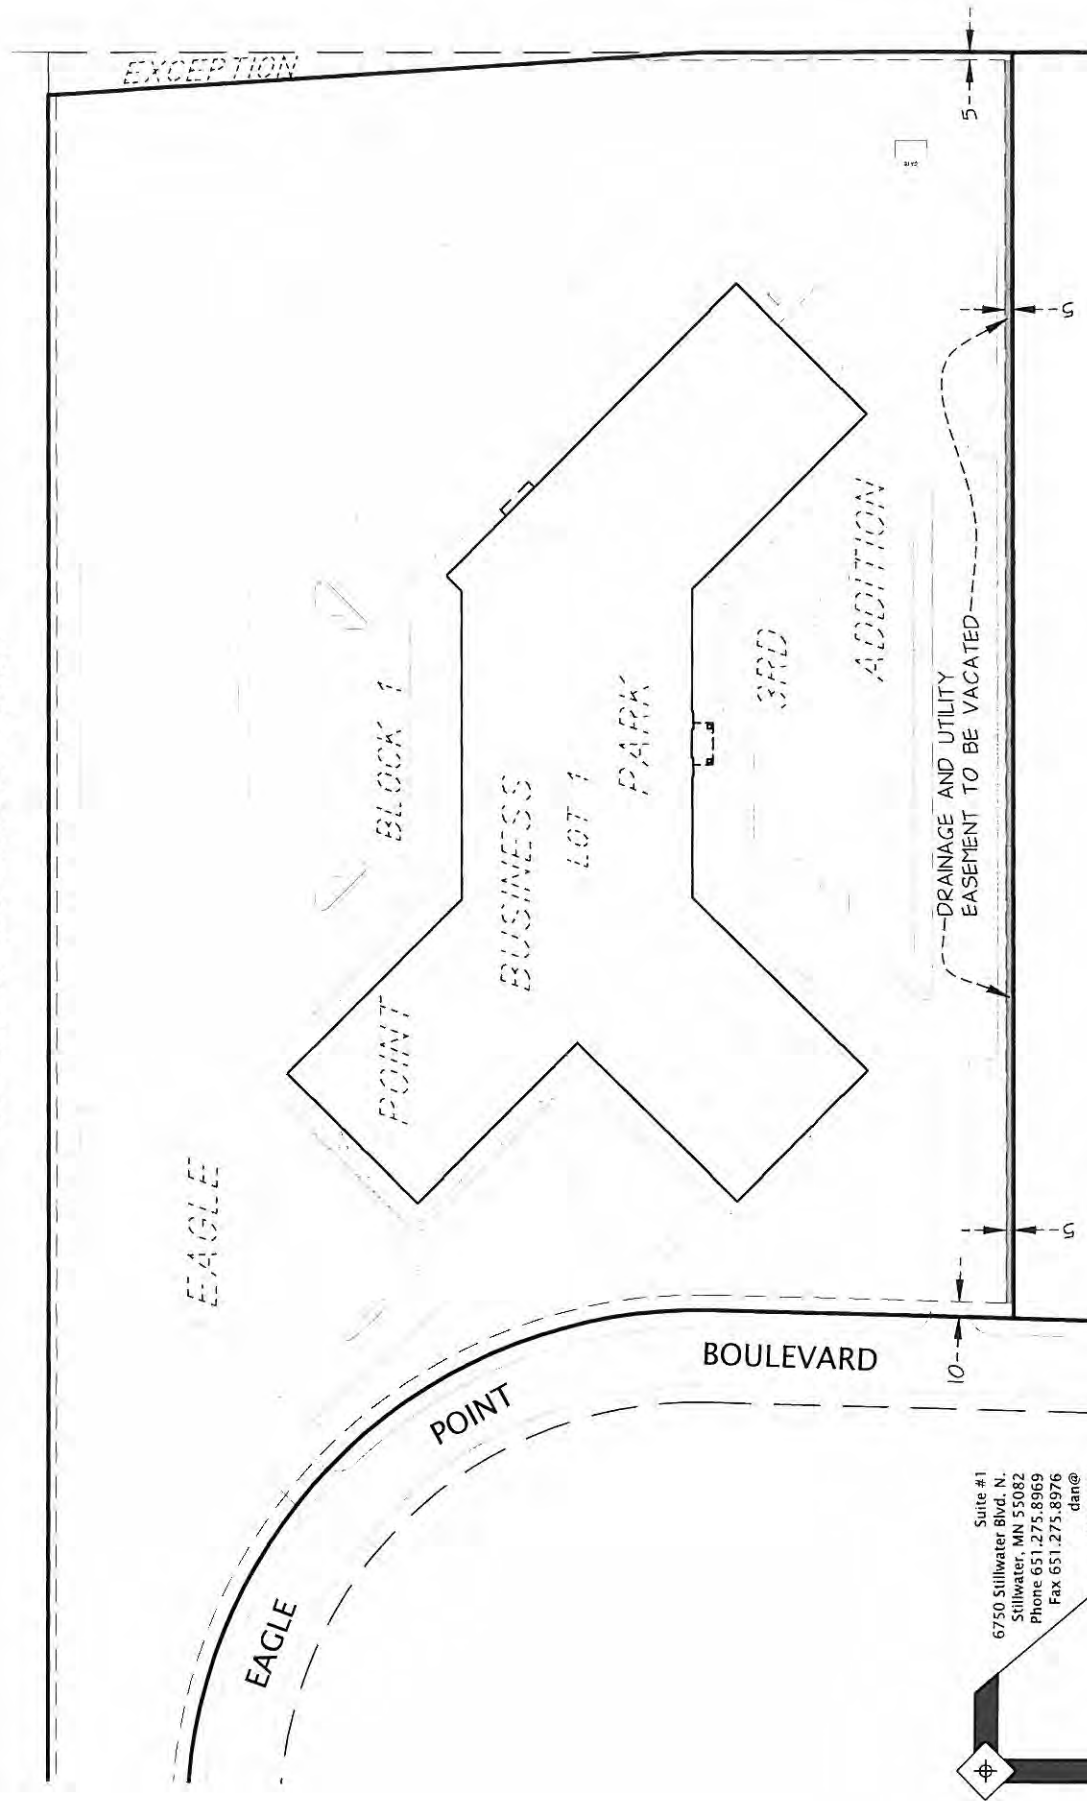 EXCEPTION
5
5
5
10
EAGLE
POINT
BUSINESS
PARK
3RD
ADDITION
BLOCK 1
LOT 1
DRAINAGE AND UTILITY
EASEMENT TO BE VACATED
EAGLE
POINT
BOULEVARD
Suite #1
6750 Stillwater Blvd. N.
Stillwater, MN 55082
Phone 651.275.8969
Fax 651.275.8976
dan@